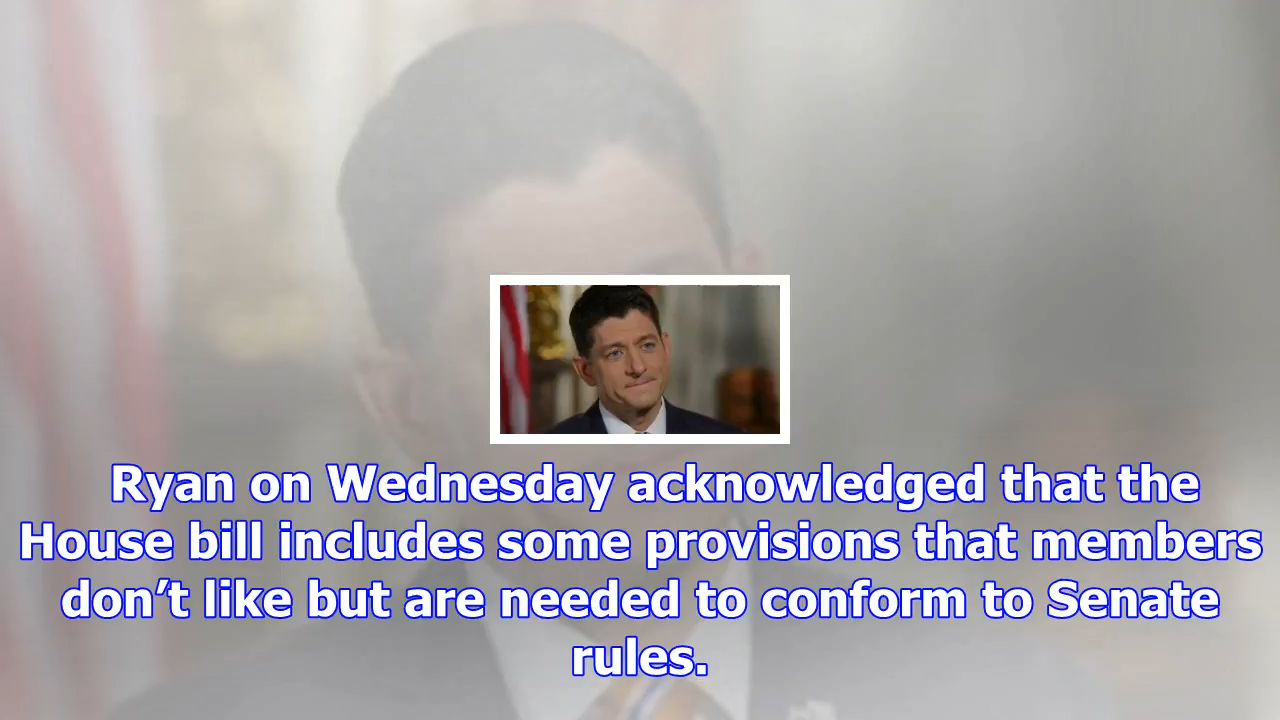 Ryan on Wednesday acknowledged that the
House bill includes some provisions that members
don’t like but are needed to conform to Senate
rules.